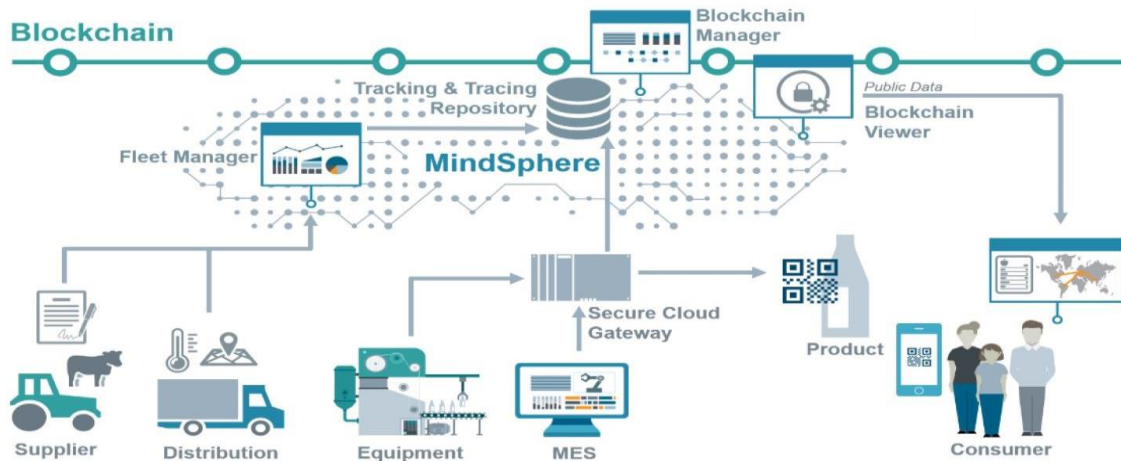 Blockchain
Blockchain
Manager
Tracking & Tracing
Repository
Public Data
Blockchain
Viewer
Fleet Manager
MindSphere
Secure Cloud
Gateway
Product
Supplier
Distribution
Equipment
MES
Consumer